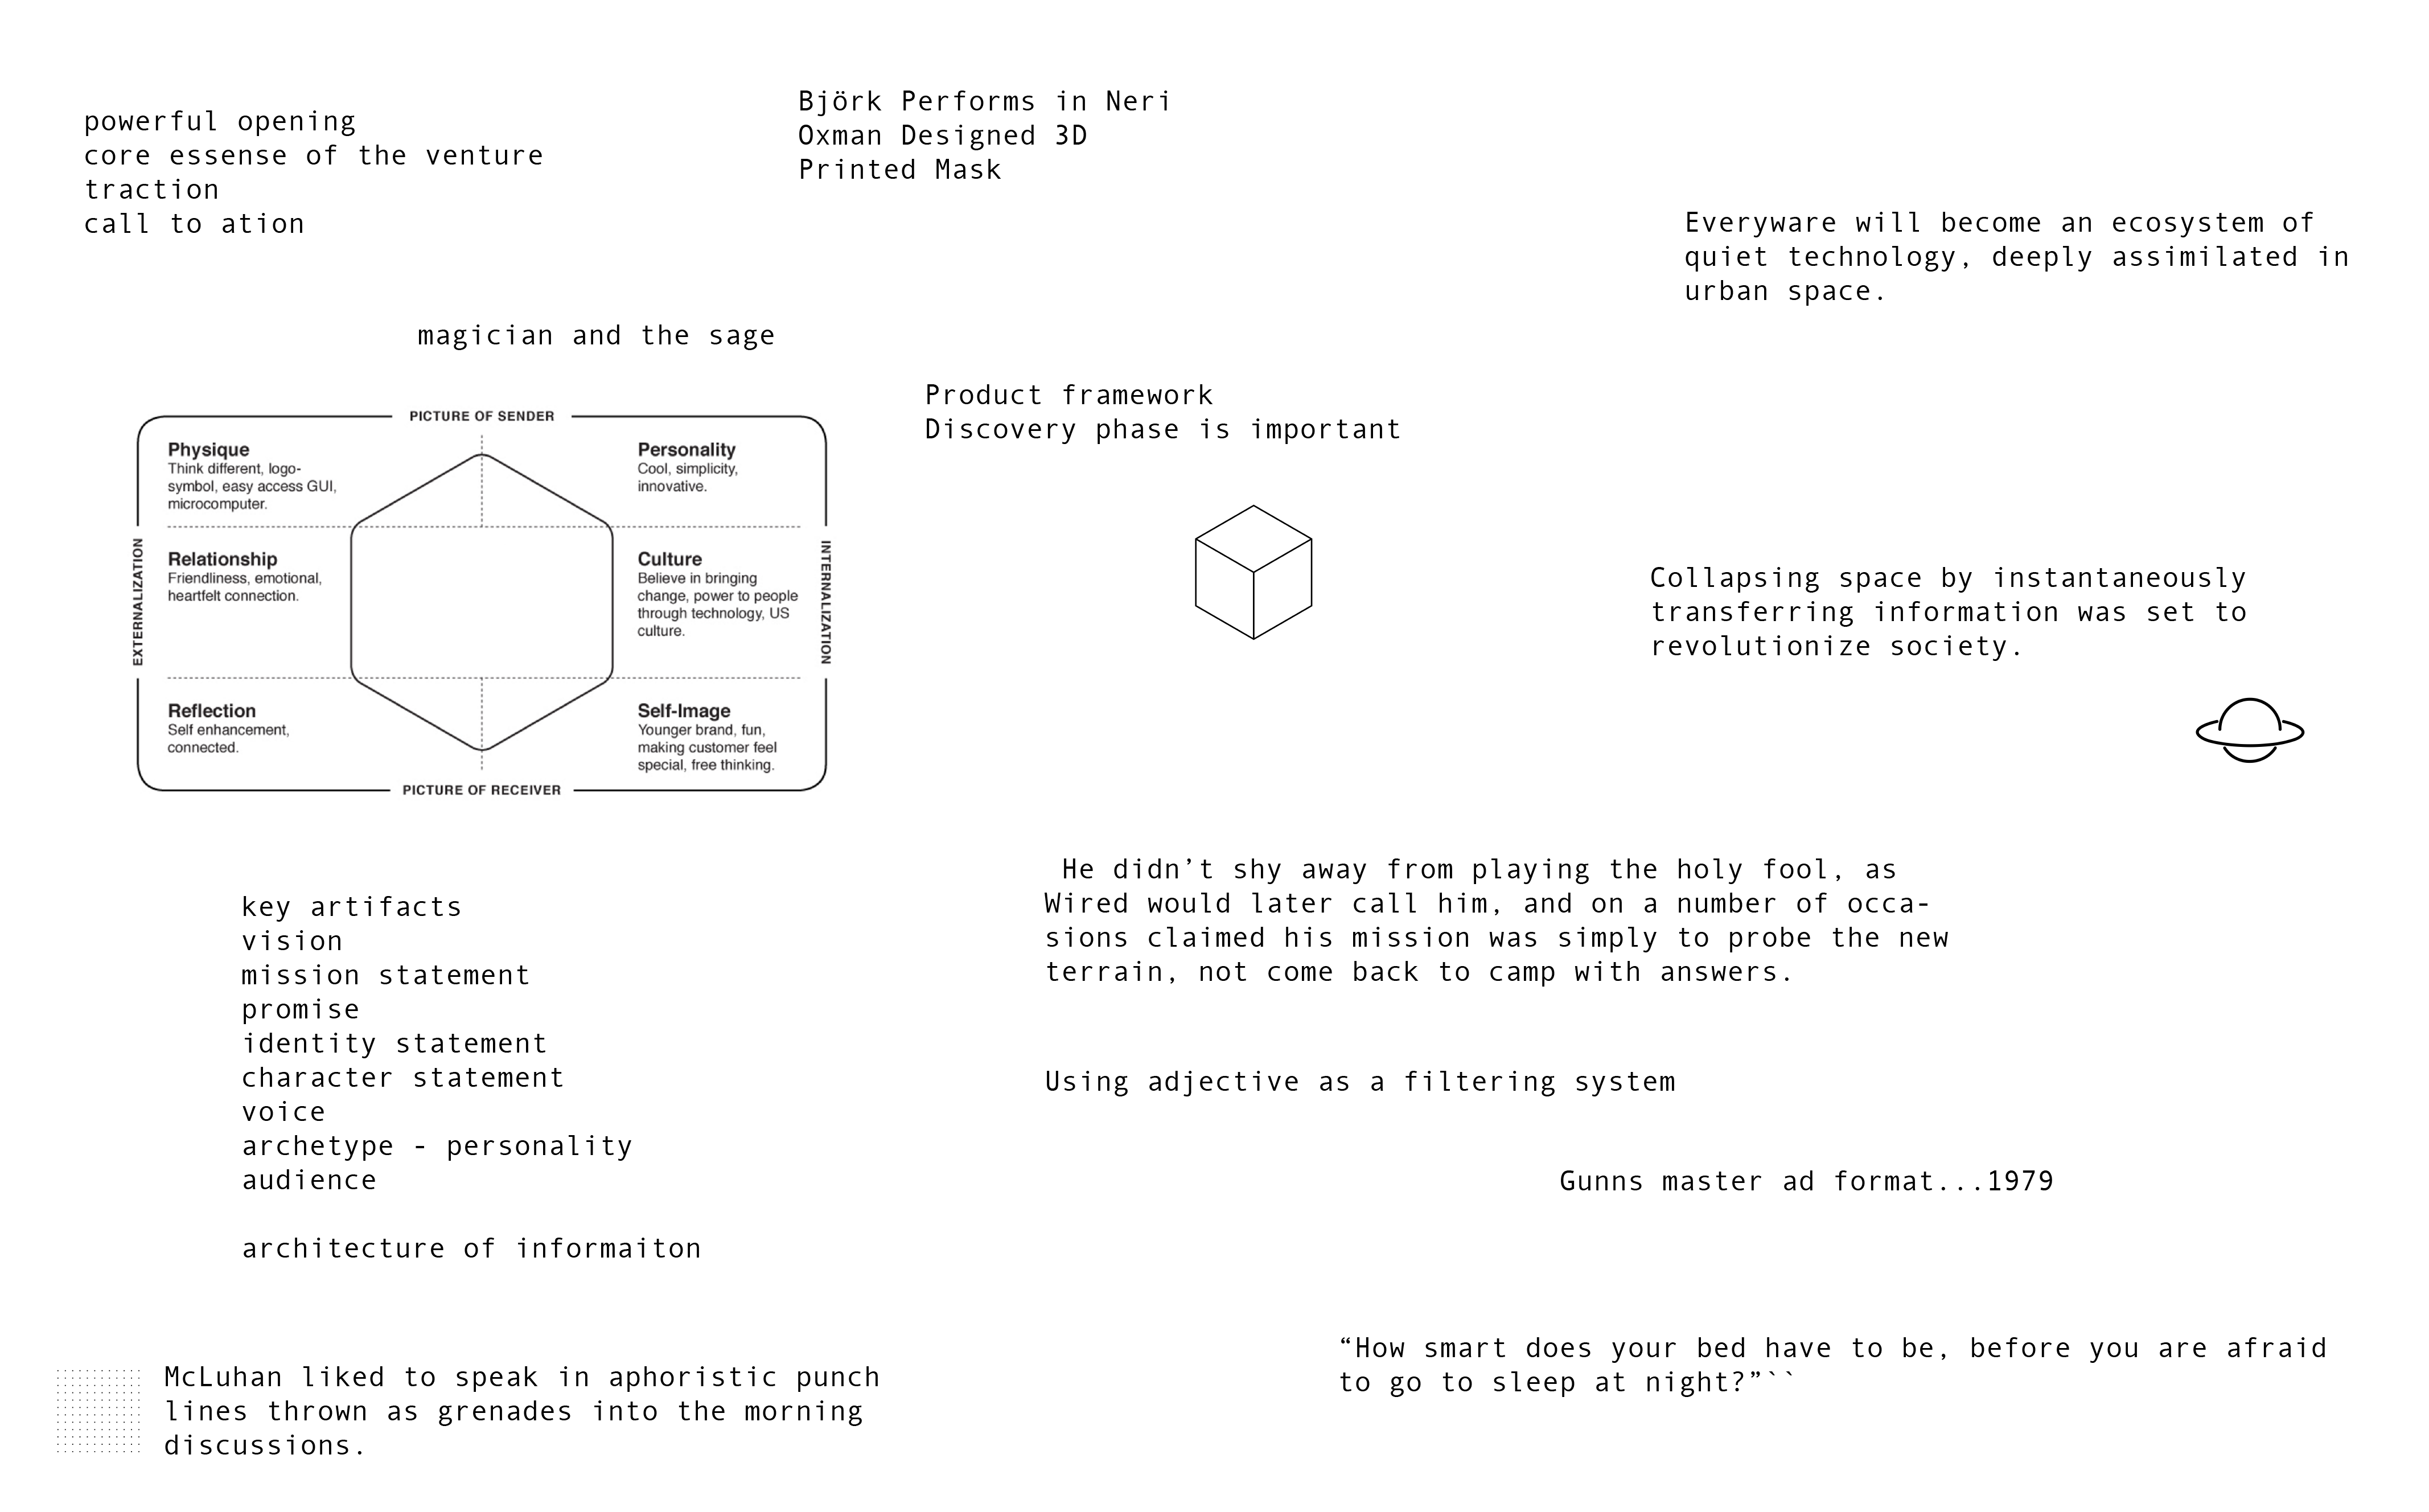 powerful opening
core essense of the venture
traction
call to ation
Björk Performs in Neri
Oxman Designed 3D
Printed Mask
Everyware will become an ecosystem of
quiet technology, deeply assimilated in
urban space.
magician and the sage
Product framework
Discovery phase is important
PICTURE OF SENDER
Physique
Think different, logo-
symbol, easy access GUI,
microcomputer.
Personality
Cool, simplicity,
innovative.
EXTERNALIZATION
Relationship
Friendliness, emotional,
heartfelt connection.
Culture
Believe in bringing
change, power to people
through technology, US
culture.
INTERNALIZATION
Reflection
Self enhancement,
connected.
Self-Image
Younger brand, fun,
making customer feel
special, free thinking.
PICTURE OF RECEIVER
Collapsing space by instantaneously
transferring information was set to
revolutionize society.
He didn’t shy away from playing the holy fool, as
Wired would later call him, and on a number of occa-
sions claimed his mission was simply to probe the new
terrain, not come back to camp with answers.
key artifacts
vision
mission statement
promise
identity statement
character statement
voice
archetype - personality
audience
architecture of informaiton
Using adjective as a filtering system
Gunns master ad format...1979
“How smart does your bed have to be, before you are afraid
to go to sleep at night?”``
McLuhan liked to speak in aphoristic punch
lines thrown as grenades into the morning
discussions.